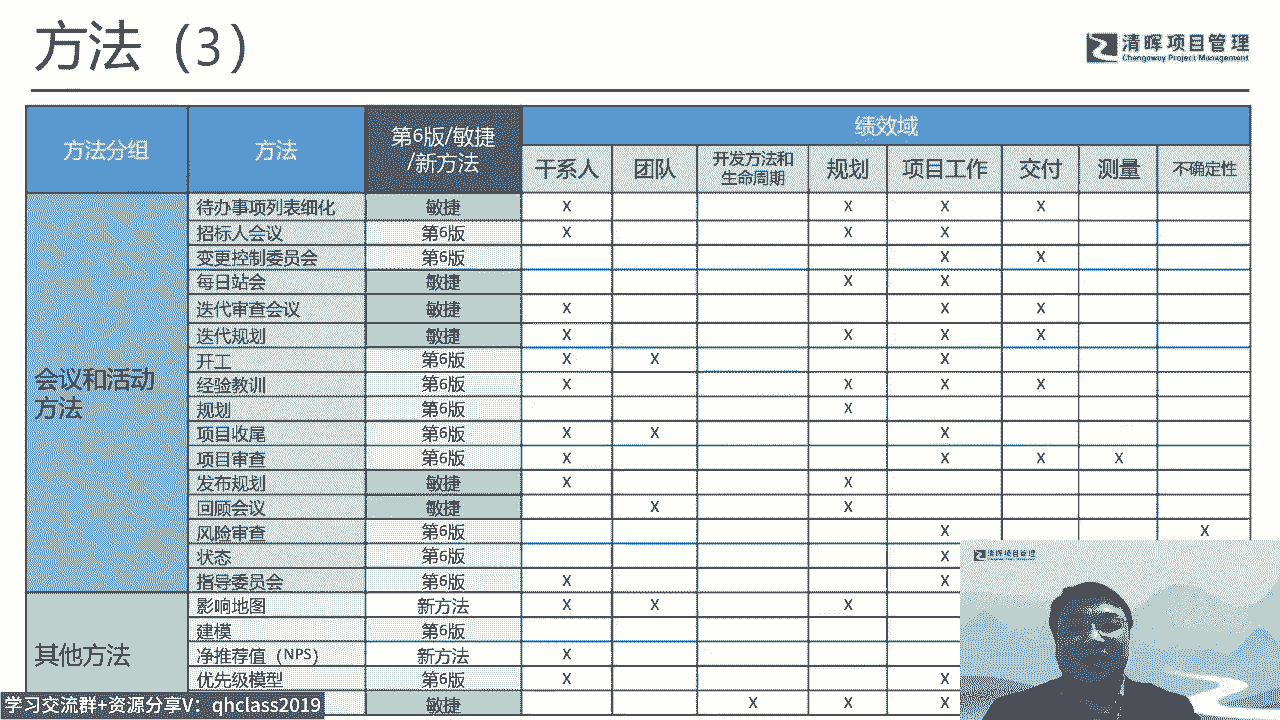 方法（3）
清晖项目管理
Changeway Project Management
方法分组 方法 第6版/敏捷/新方法 绩效域
干系人 团队 开发方法和生命周期 规划 项目工作 交付 测量 不确定性
会议和活动方法
待办事项列表细化 敏捷 X X X X
招标人会议 第6版 X X X
变更控制委员会 第6版 X X
每日站会 敏捷 X X
迭代审查会议 敏捷 X X X
迭代规划 敏捷 X X X X
开工 第6版 X X X
经验教训 第6版 X X X X
规划 第6版 X
项目收尾 第6版 X X X
项目审查 第6版 X X X X
发布规划 敏捷 X X
回顾会议 敏捷 X X
风险审查 第6版 X X
状态 第6版 X
指导委员会 第6版 X X
其他方法
影响地图 新方法 X X X
建模 第6版
净推荐值（NPS） 新方法 X
优先级模型 第6版 X X
敏捷 X X X
清晖项目管理
学习交流群+资源分享V：qhclass2019